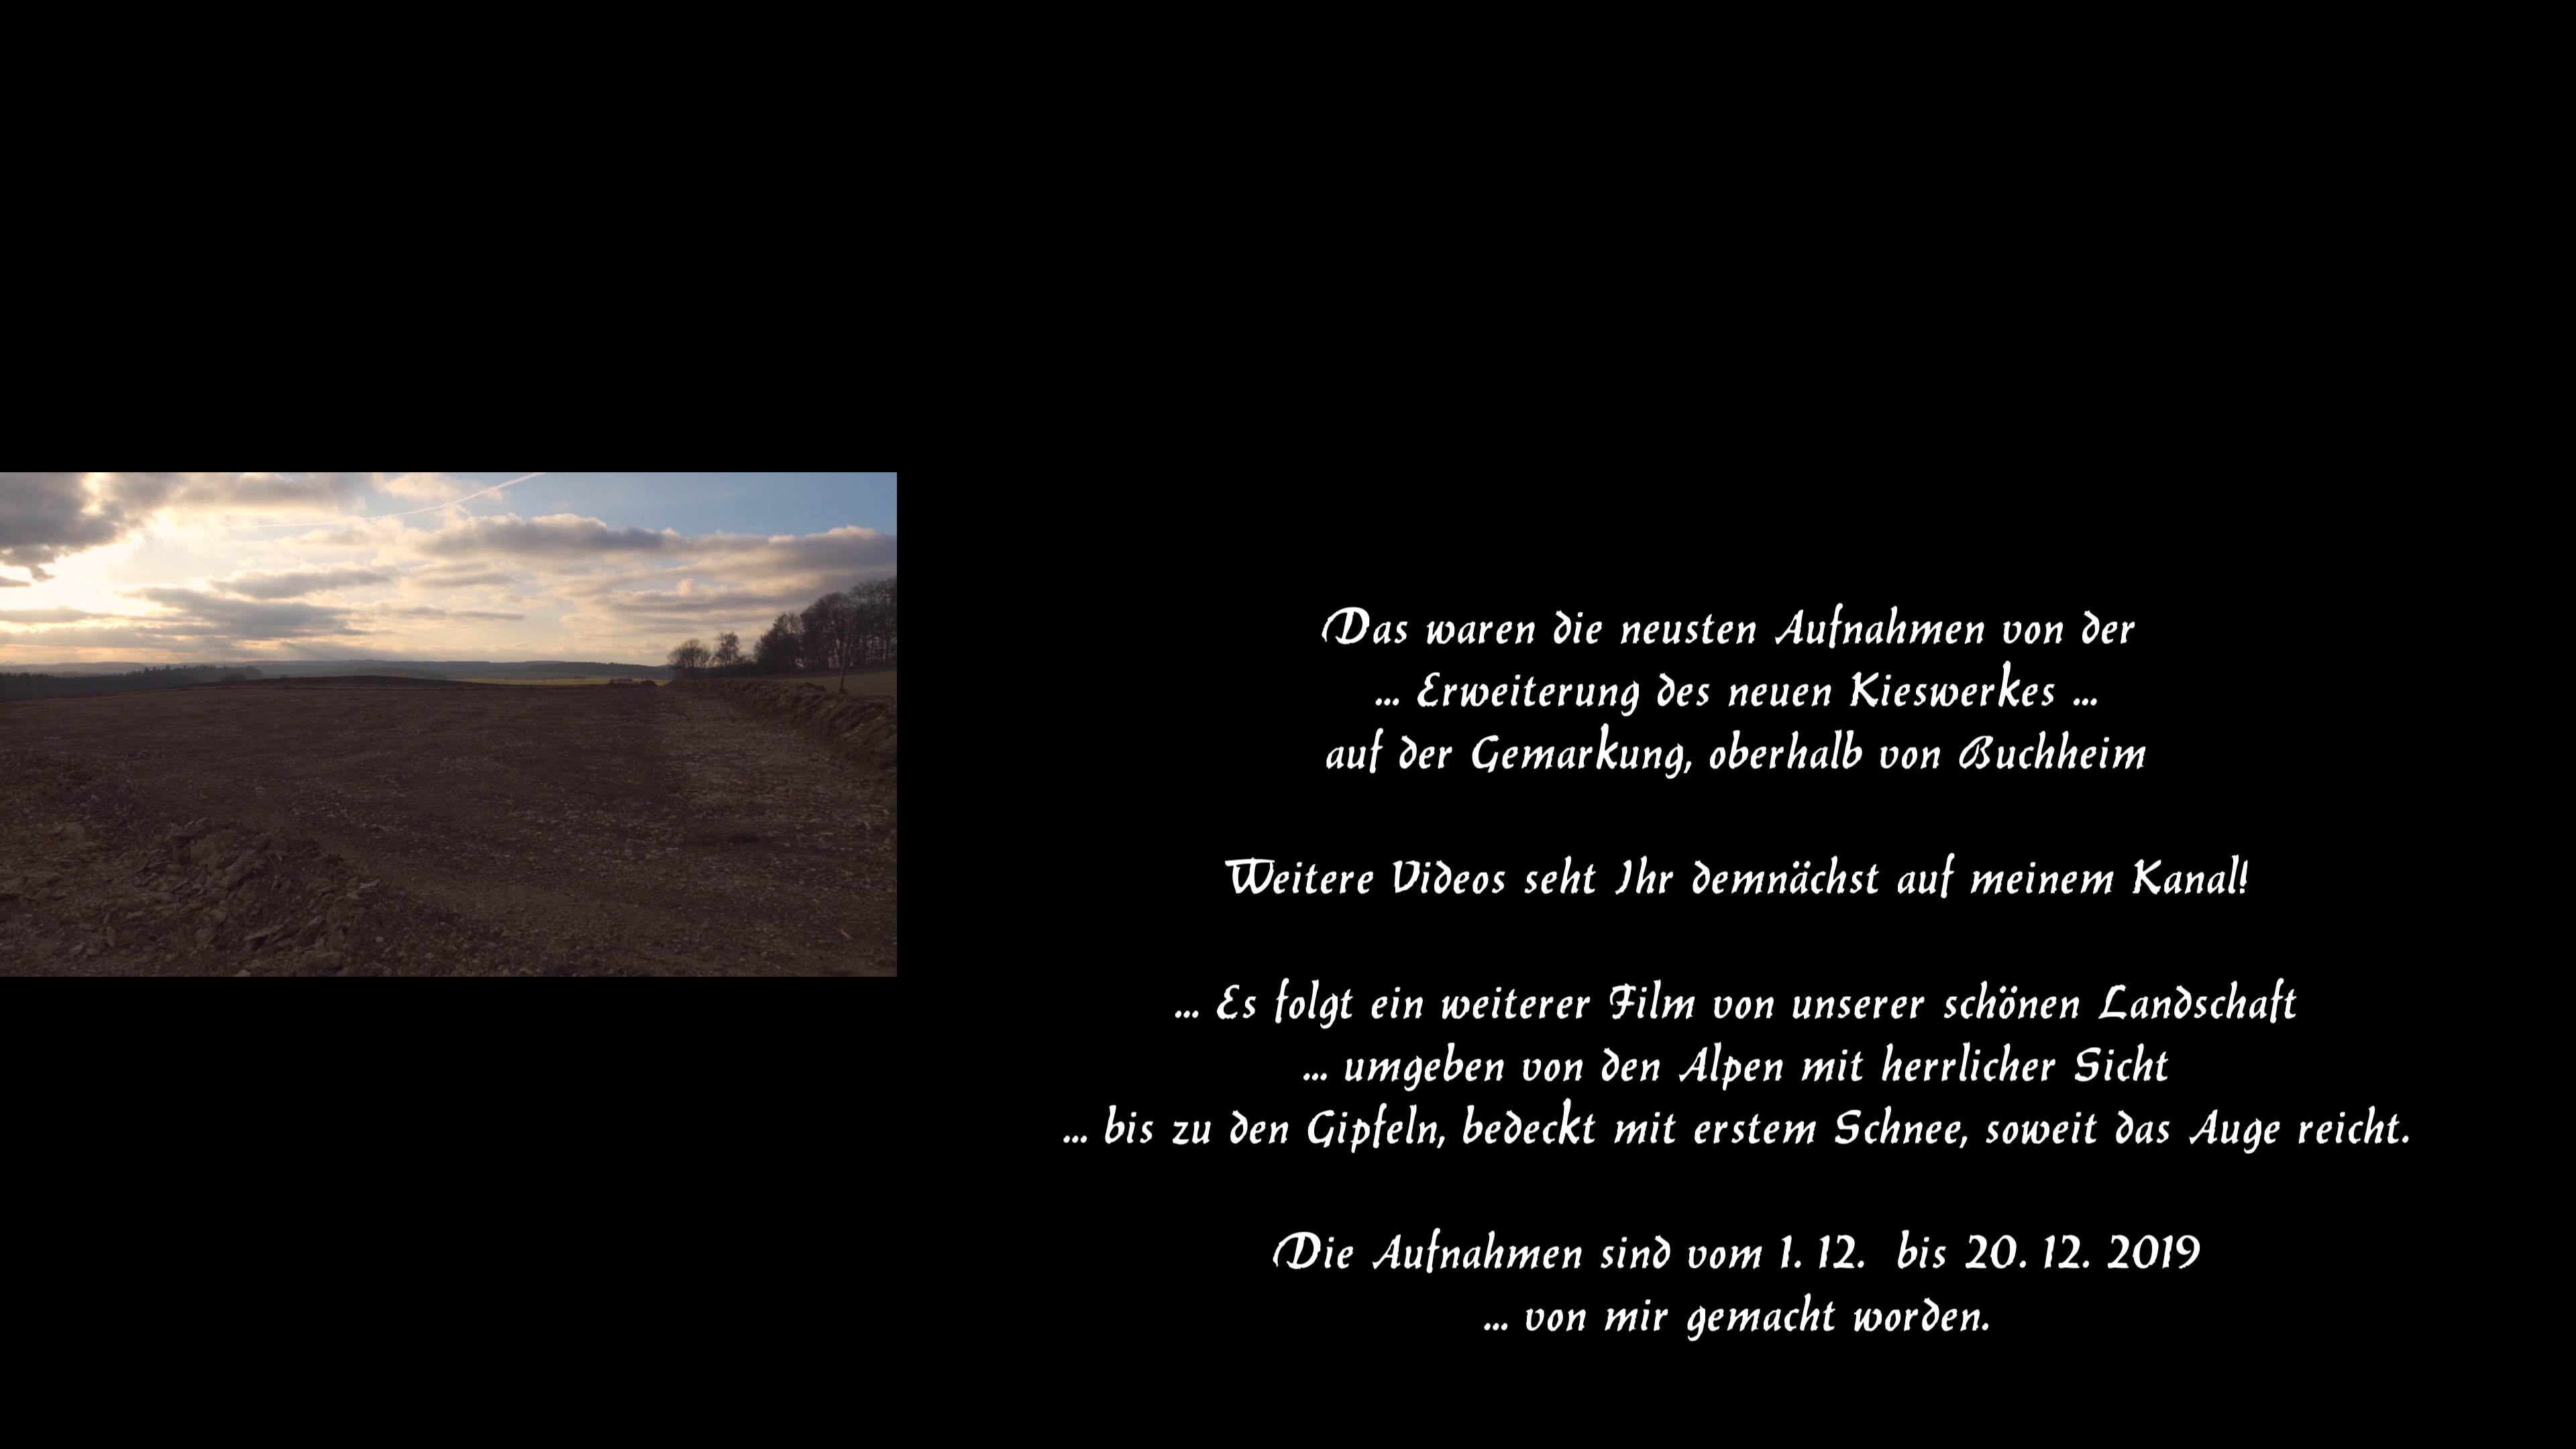 Das waren die neusten Aufnahmen von der
... Erweiterung des neuen Kieswerkes ...
auf der Gemarkung, oberhalb von Buchheim
Weitere Videos seht Ihr demnächst auf meinem Kanal!
... Es folgt ein weiterer Film von unserer schönen Landschaft
... umgeben von den Alpen mit herrlicher Sicht
... bis zu den Gipfeln, bedeckt mit erstem Schnee, soweit das Auge reicht.
Die Aufnahmen sind vom 1. 12.  bis 20. 12. 2019
... von mir gemacht worden.